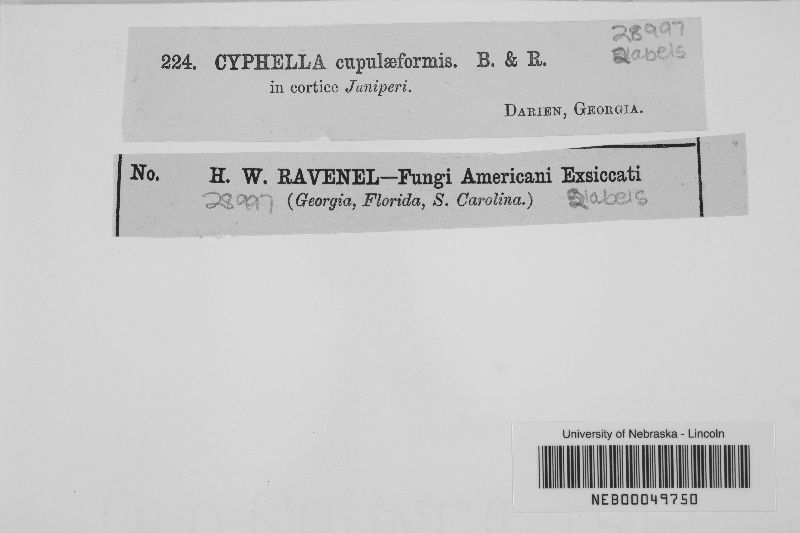 28997
2labels
224. CYPHELLA cupulæformis. B. & R.
in cortice Juniperi.
DARIEN, GEORGIA.
No. H. W. RAVENEL—Fungi Americani Exsiccati
28997 (Georgia, Florida, S. Carolina.) 2labels
University of Nebraska - Lincoln
NEB00049750